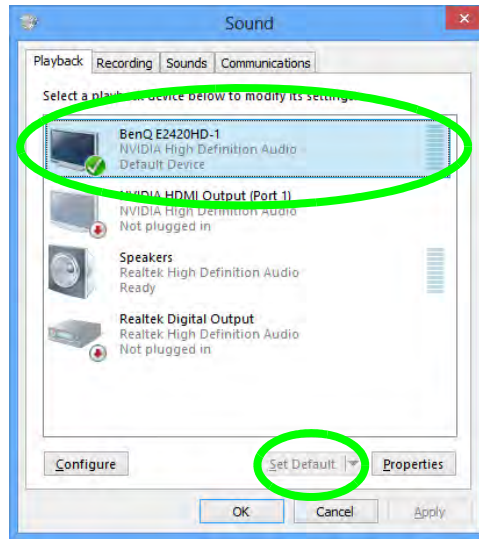 Sound
Playback Recording Sounds Communications
Select a playback device below to modify its settings:
BenQ E2420HD-1
NVIDIA High Definition Audio
Default Device
NVIDIA HDMI Output (Port 1)
NVIDIA High Definition Audio
Not plugged in
Speakers
Realtek High Definition Audio
Ready
Realtek Digital Output
Realtek High Definition Audio
Not plugged in
Configure Set Default Properties
OK Cancel Apply